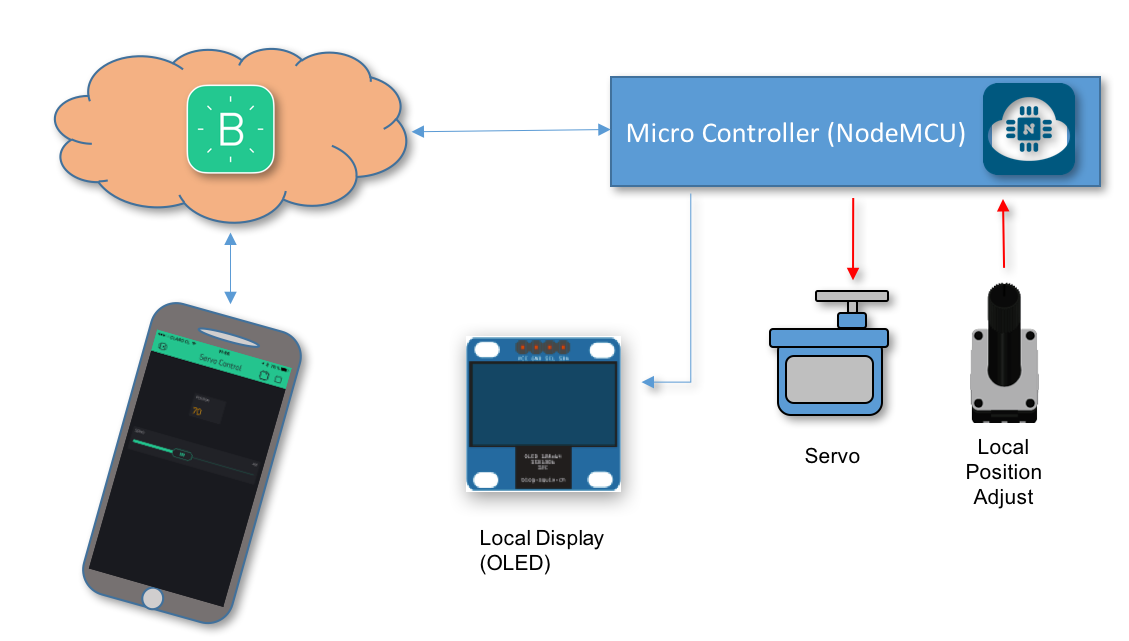 B
Micro Controller (NodeMCU)
N
Servo Control
70
VCC GND SCL SDA
Servo
Local
Position
Adjust
Local Display
(OLED)